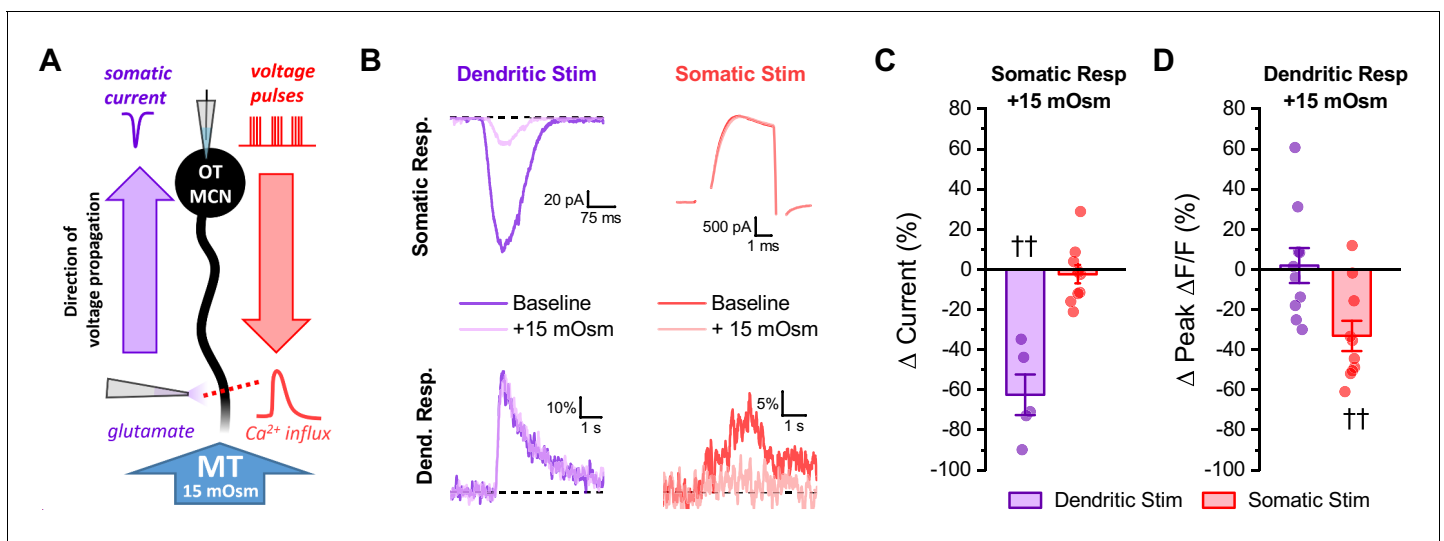 A
somatic
current
voltage
pulses
OT
MCN
Direction of
voltage propagation
glutamate
Ca²⁺ influx
MT
15 mOsm
B
Dendritic Stim
Somatic Stim
Somatic Resp.
20 pA
75 ms
500 pA
1 ms
Baseline
+15 mOsm
Baseline
+ 15 mOsm
Dend. Resp.
10%
1 s
5%
1 s
C
Somatic Resp
+15 mOsm
Δ Current (%)
80
60
40
20
0
-20
-40
-60
-80
-100
††
D
Dendritic Resp
+15 mOsm
Δ Peak ΔF/F (%)
80
60
40
20
0
-20
-40
-60
-80
-100
††
Dendritic Stim
Somatic Stim